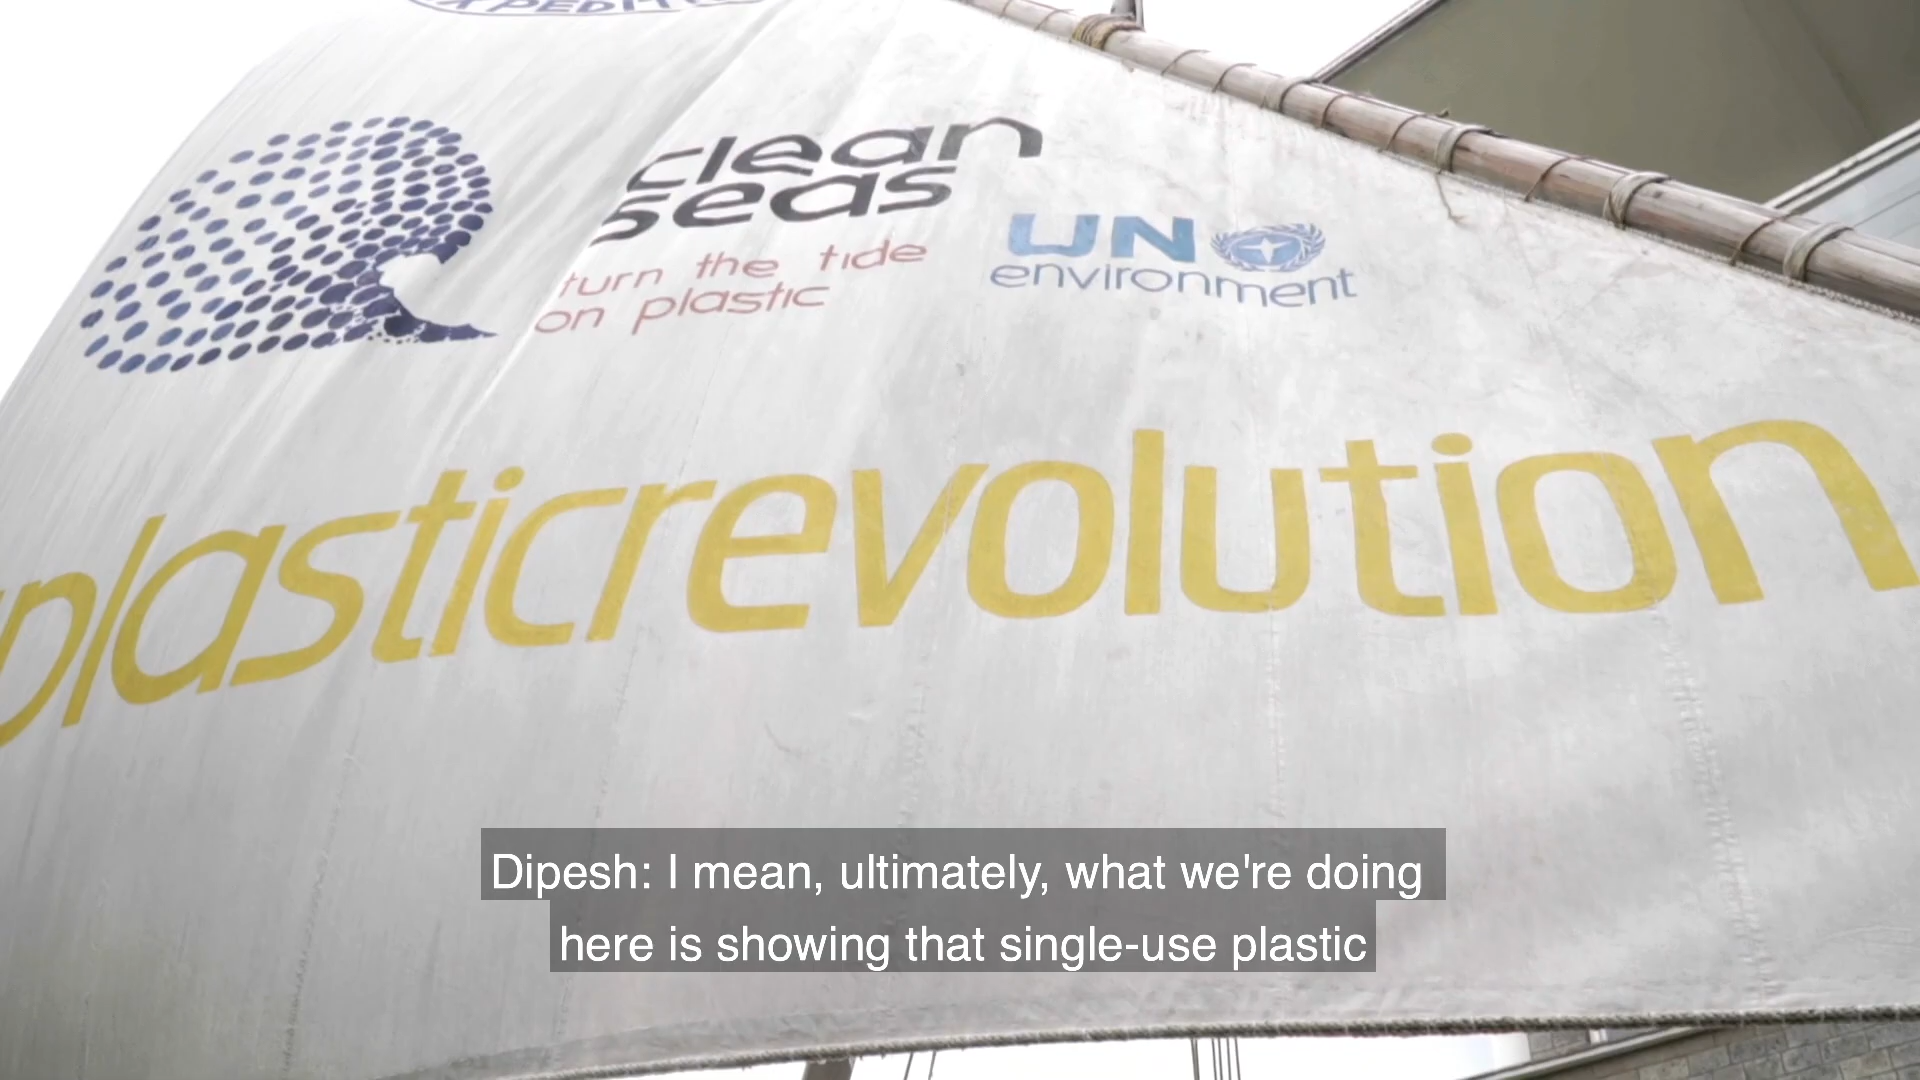 EXPEDITI
clean
seas
turn the tide
on plastic
UN
environment
plasticrevolution
Dipesh: I mean, ultimately, what we're doing
here is showing that single-use plastic